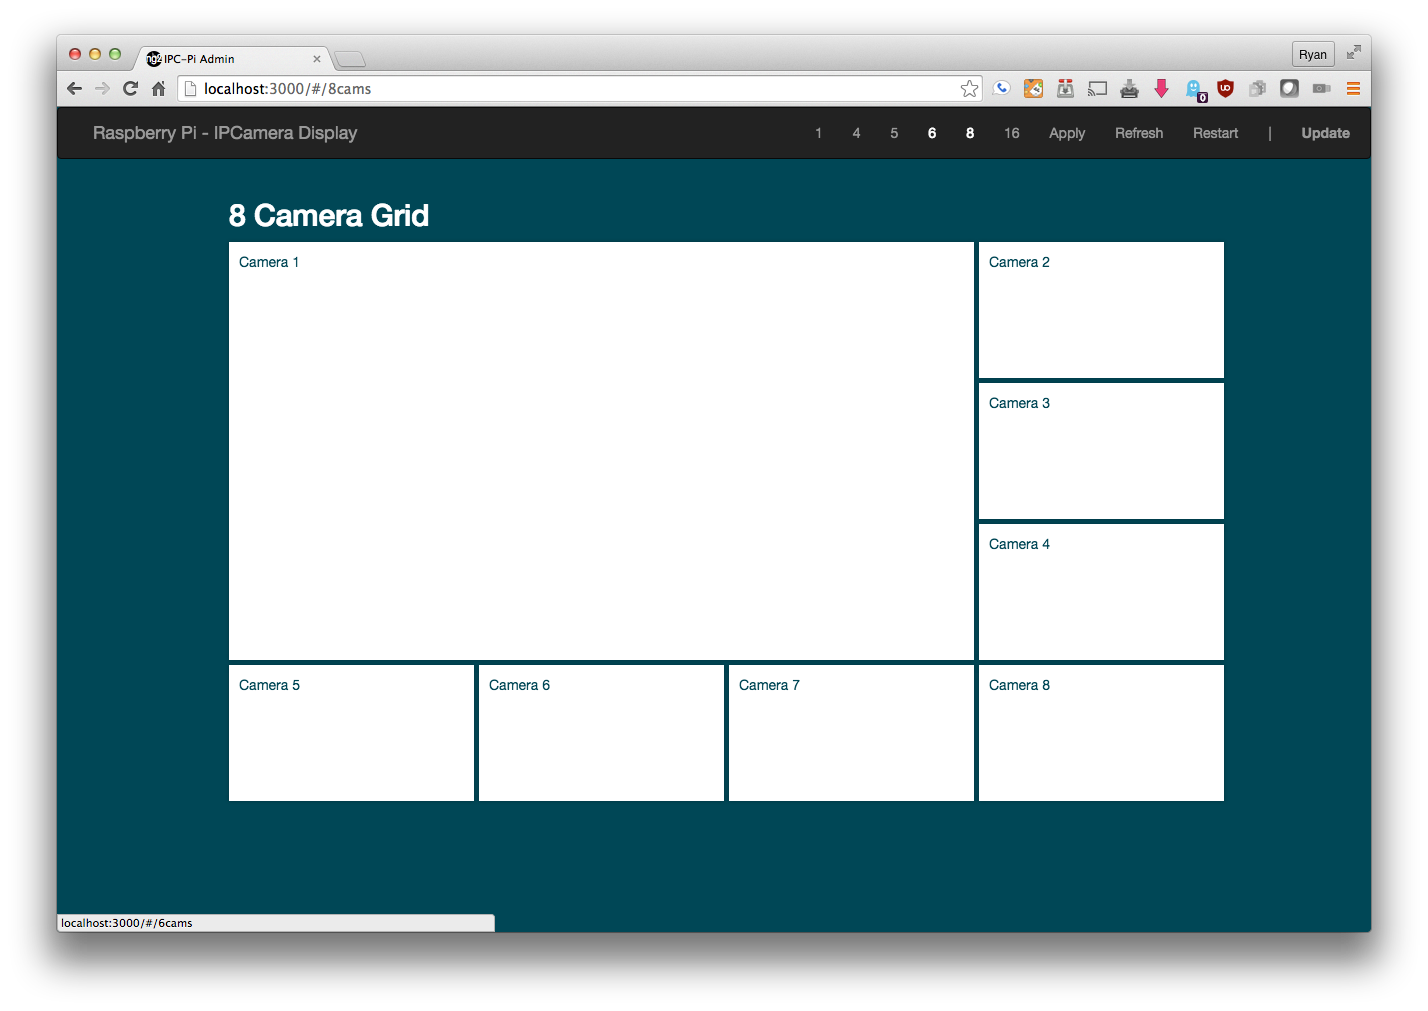 IPC-Pi Admin
Ryan
localhost:3000/#/8cams
0
Raspberry Pi - IPCamera Display 1 4 5 6 8 16 Apply Refresh Restart | Update
8 Camera Grid
Camera 1 Camera 2
Camera 3
Camera 4
Camera 5 Camera 6 Camera 7 Camera 8
localhost:3000/#/6cams